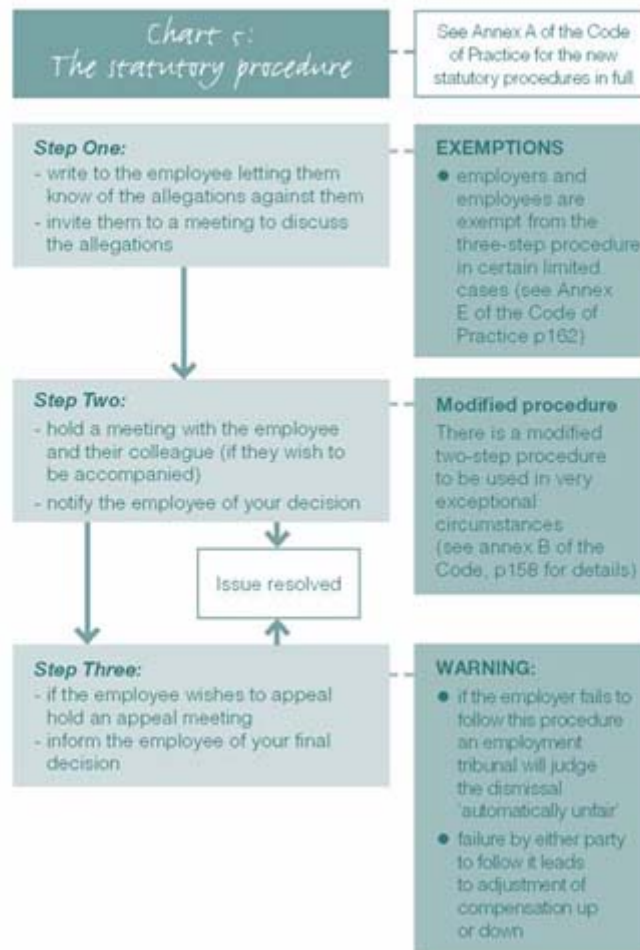 Chart 5:
The statutory procedure
See Annex A of the Code
of Practice for the new
statutory procedures in full
Step One:
- write to the employee letting them
know of the allegations against them
- invite them to a meeting to discuss
the allegations
EXEMPTIONS
● employers and
employees are
exempt from the
three-step procedure
in certain limited
cases (see Annex
E of the Code of
Practice p162)
Step Two:
- hold a meeting with the employee
and their colleague (if they wish to
be accompanied)
- notify the employee of your decision
Modified procedure
There is a modified
two-step procedure
to be used in very
exceptional
circumstances
(see annex B of the
Code, p158 for details)
Issue resolved
Step Three:
- if the employee wishes to appeal
hold an appeal meeting
- inform the employee of your final
decision
WARNING:
● if the employer fails to
follow this procedure
an employment
tribunal will judge
the dismissal
'automatically unfair'
● failure by either party
to follow it leads
to adjustment of
compensation up
or down